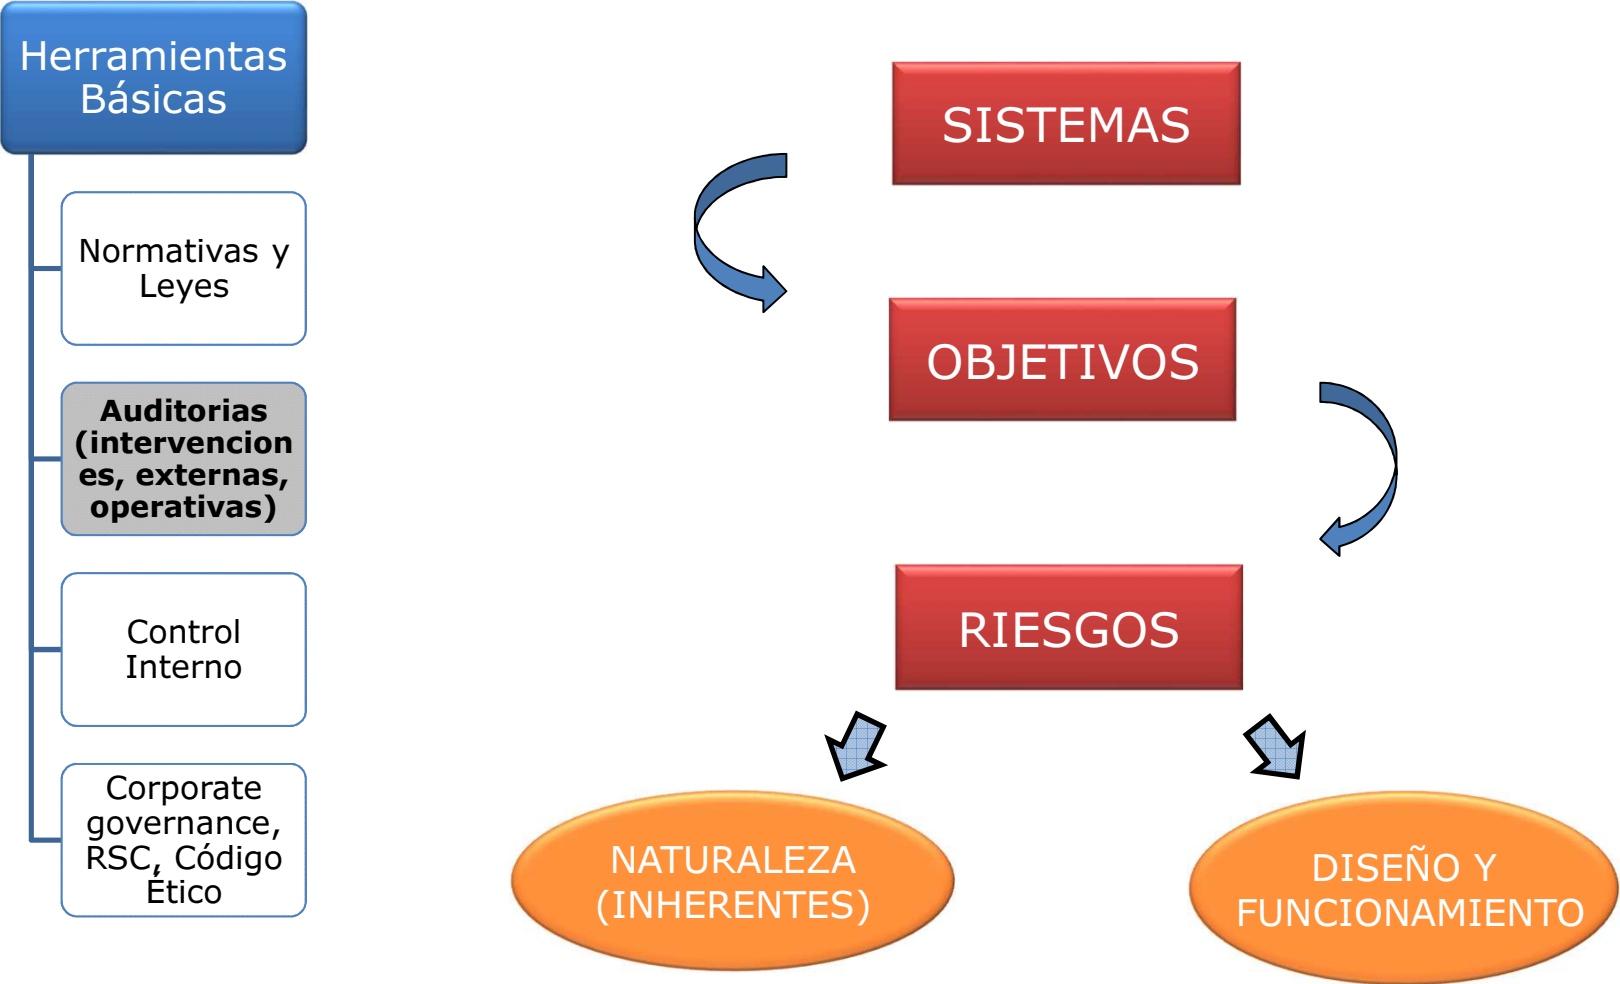 Herramientas
Básicas
Normativas y
Leyes
Auditorias
(intervencion
es, externas,
operativas)
Control
Interno
Corporate
governance,
RSC, Código
Ético
SISTEMAS
OBJETIVOS
RIESGOS
NATURALEZA
(INHERENTES)
DISEÑO Y
FUNCIONAMIENTO